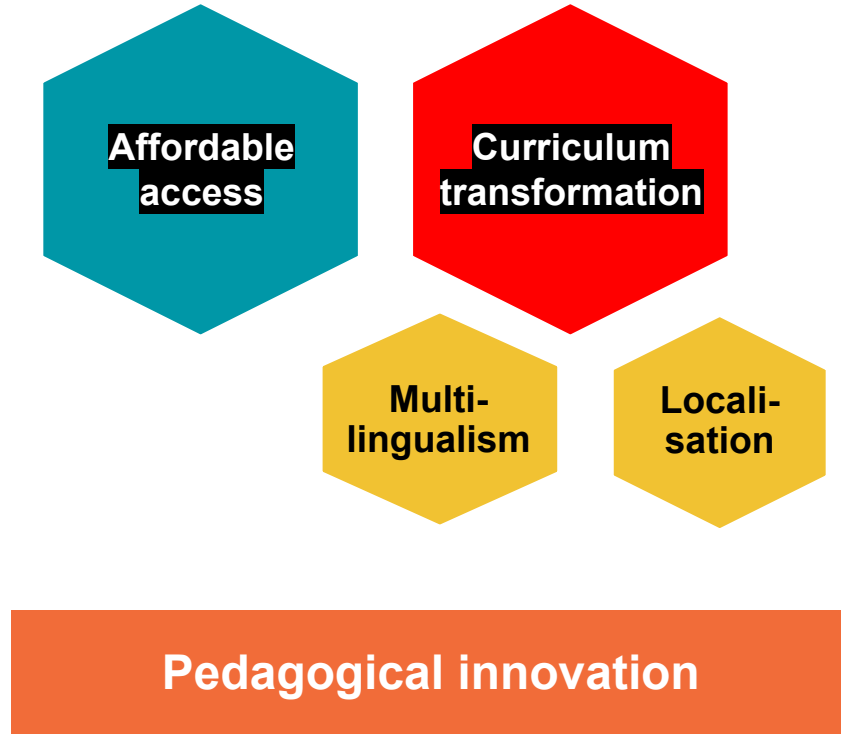 Affordable
access
Curriculum
transformation
Multi-
lingualism
Locali-
sation
Pedagogical innovation